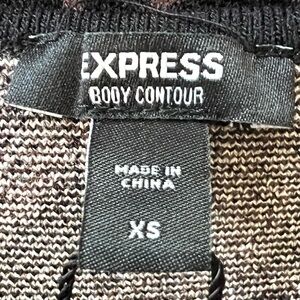 EXPRESS
BODY CONTOUR
MADE IN
CHINA
XS